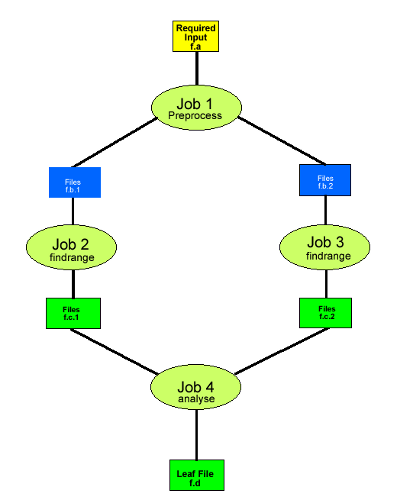 Required
Input
f.a
Job 1
Preprocess
Files
f.b.1
Files
f.b.2
Job 2
findrange
Job 3
findrange
Files
f.c.1
Files
f.c.2
Job 4
analyse
Leaf File
f.d